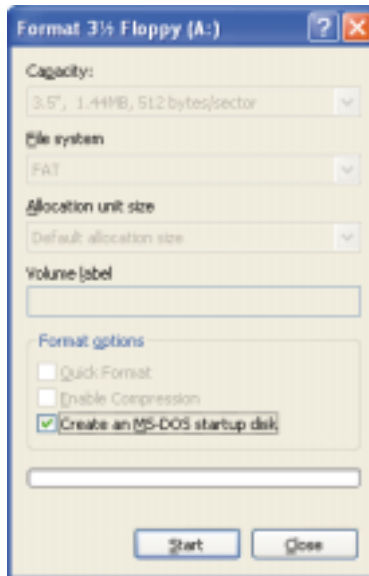 Format 3½ Floppy (A:)
Capacity:
3.5", 1.44MB, 512 bytes/sector
File system
FAT
Allocation unit size
Default allocation size
Volume label
Format options
Quick Format
Enable Compression
Create an MS-DOS startup disk
Start
Close